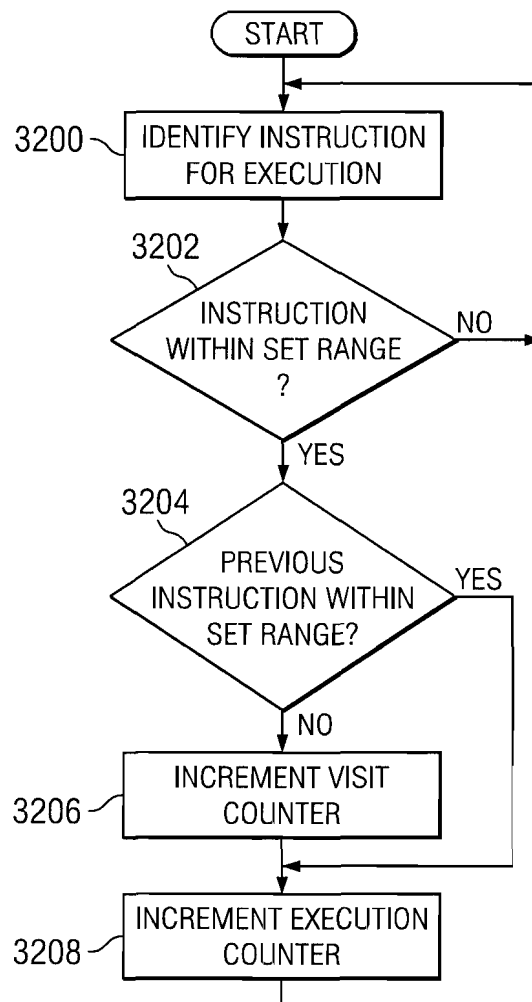 START
3200
IDENTIFY INSTRUCTION
FOR EXECUTION
3202
INSTRUCTION
WITHIN SET RANGE
?
NO
YES
3204
PREVIOUS
INSTRUCTION WITHIN
SET RANGE?
YES
NO
3206
INCREMENT VISIT
COUNTER
3208
INCREMENT EXECUTION
COUNTER